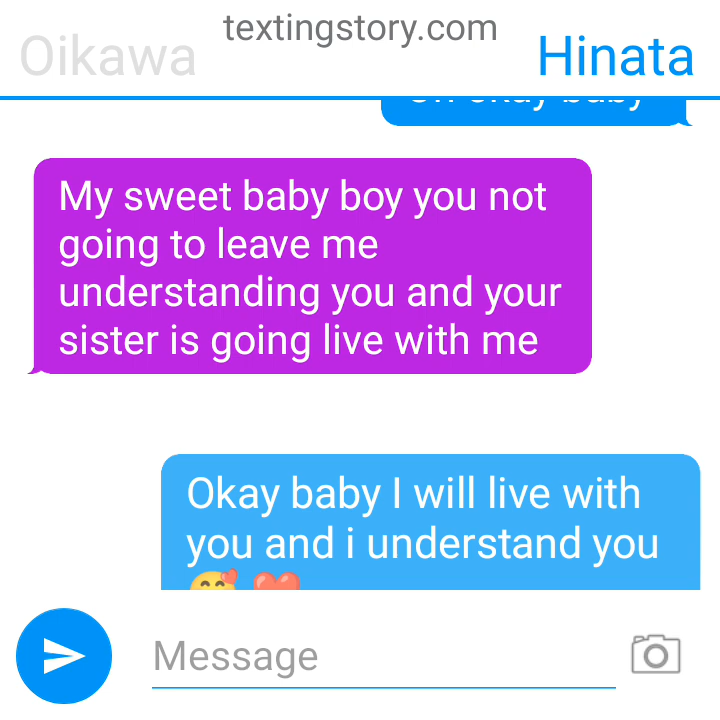 textingstory.com
Oikawa
Hinata
My sweet baby boy you not
going to leave me
understanding you and your
sister is going live with me
Okay baby I will live with
you and i understand you
🥰 ❤️
Message